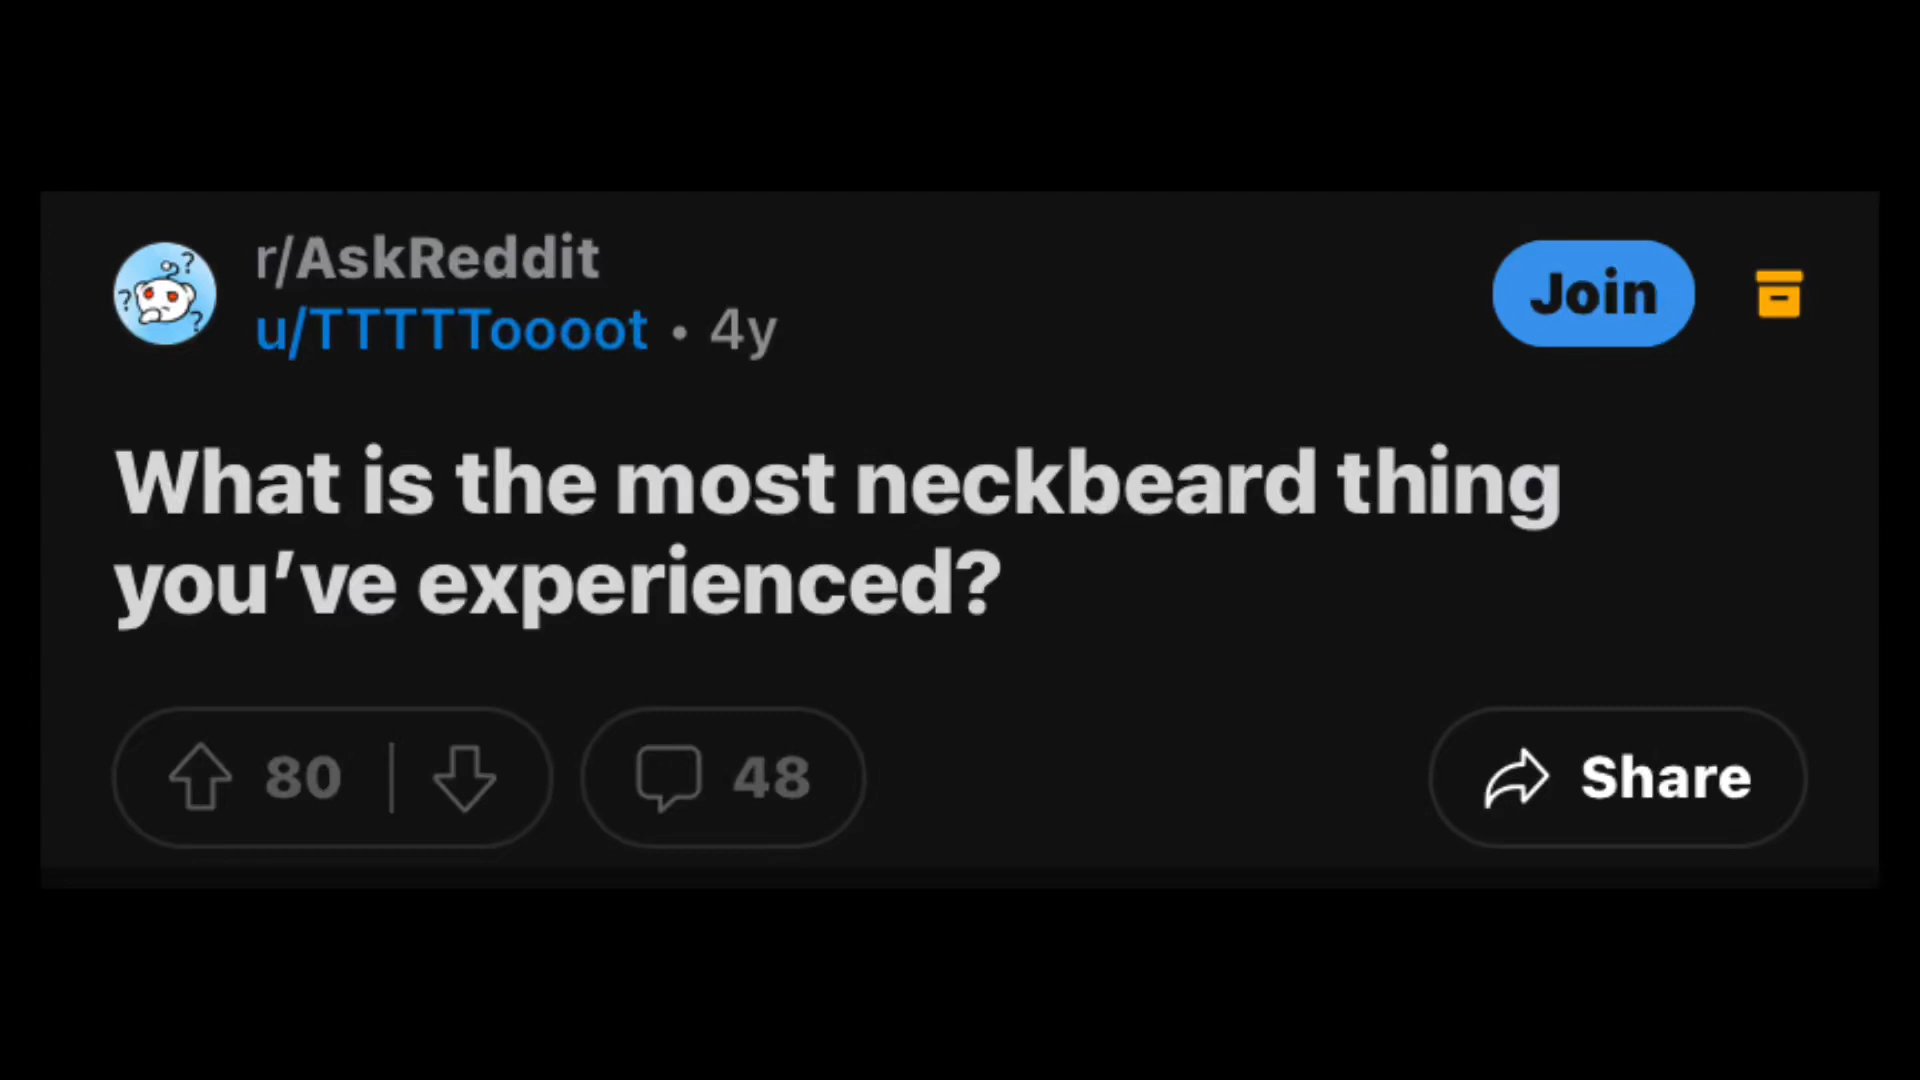 r/AskReddit
u/TTTTToooot • 4y
Join
What is the most neckbeard thing
you’ve experienced?
80
48
Share